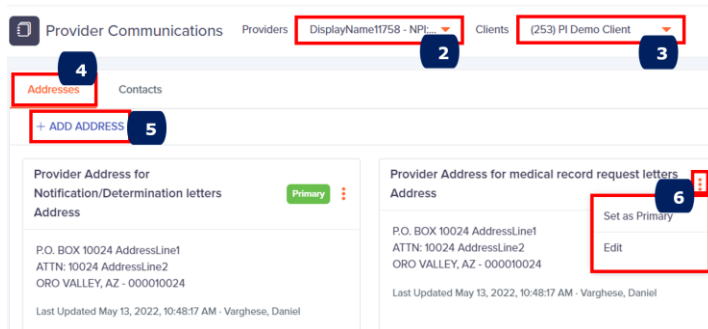 Provider Communications Providers DisplayName11758 - NPI:... Clients (253) PI Demo Client
2
3
4
Addresses Contacts
+ ADD ADDRESS
5
Provider Address for
Notification/Determination letters
Address
Primary
P.O. BOX 10024 AddressLine1
ATTN: 10024 AddressLine2
ORO VALLEY, AZ - 000010024
Last Updated May 13, 2022, 10:48:17 AM - Varghese, Daniel
Provider Address for medical record request letters
Address
6
Set as Primary
Edit
P.O. BOX 10024 AddressLine1
ATTN: 10024 AddressLine2
ORO VALLEY, AZ - 000010024
Last Updated May 13, 2022, 10:48:17 AM - Varghese, Daniel